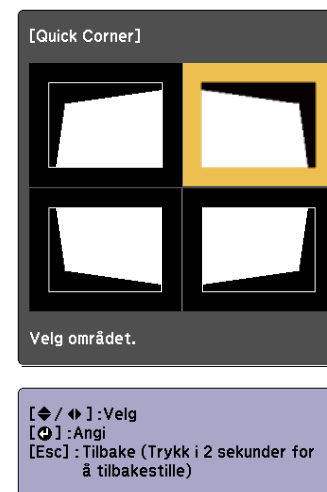 [Quick Corner]
Velg området.
[⬍/⬌]:Velg
[↵]:Angi
[Esc]:Tilbake (Trykk i 2 sekunder for
å tilbakestille)